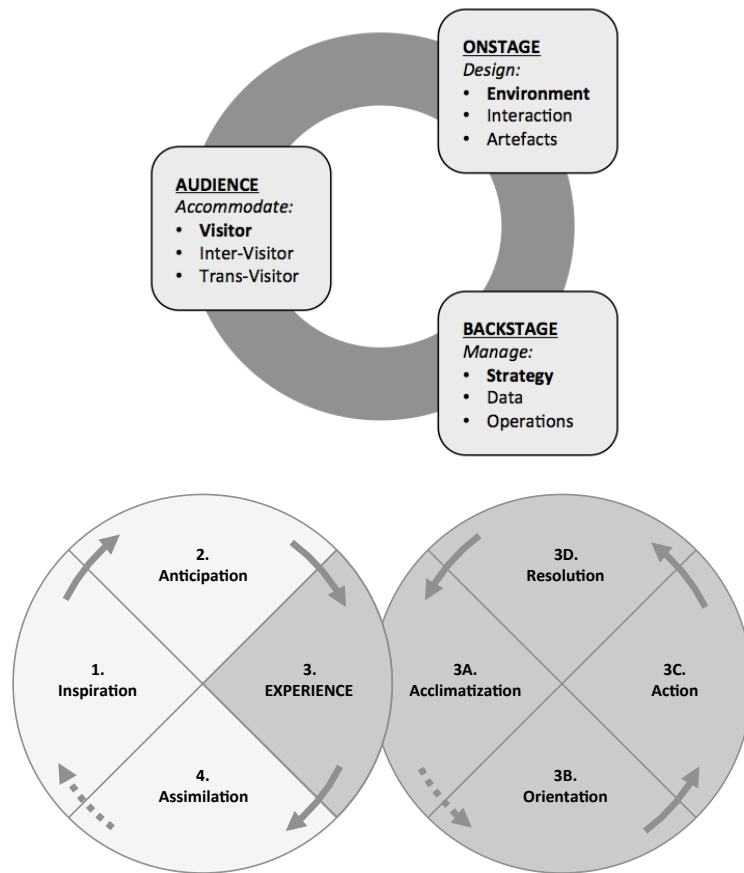 ONSTAGE
Design:
• Environment
• Interaction
• Artefacts
AUDIENCE
Accommodate:
• Visitor
• Inter-Visitor
• Trans-Visitor
BACKSTAGE
Manage:
• Strategy
• Data
• Operations
2.
Anticipation
1.
Inspiration
3.
EXPERIENCE
4.
Assimilation
3D.
Resolution
3A.
Acclimatization
3C.
Action
3B.
Orientation